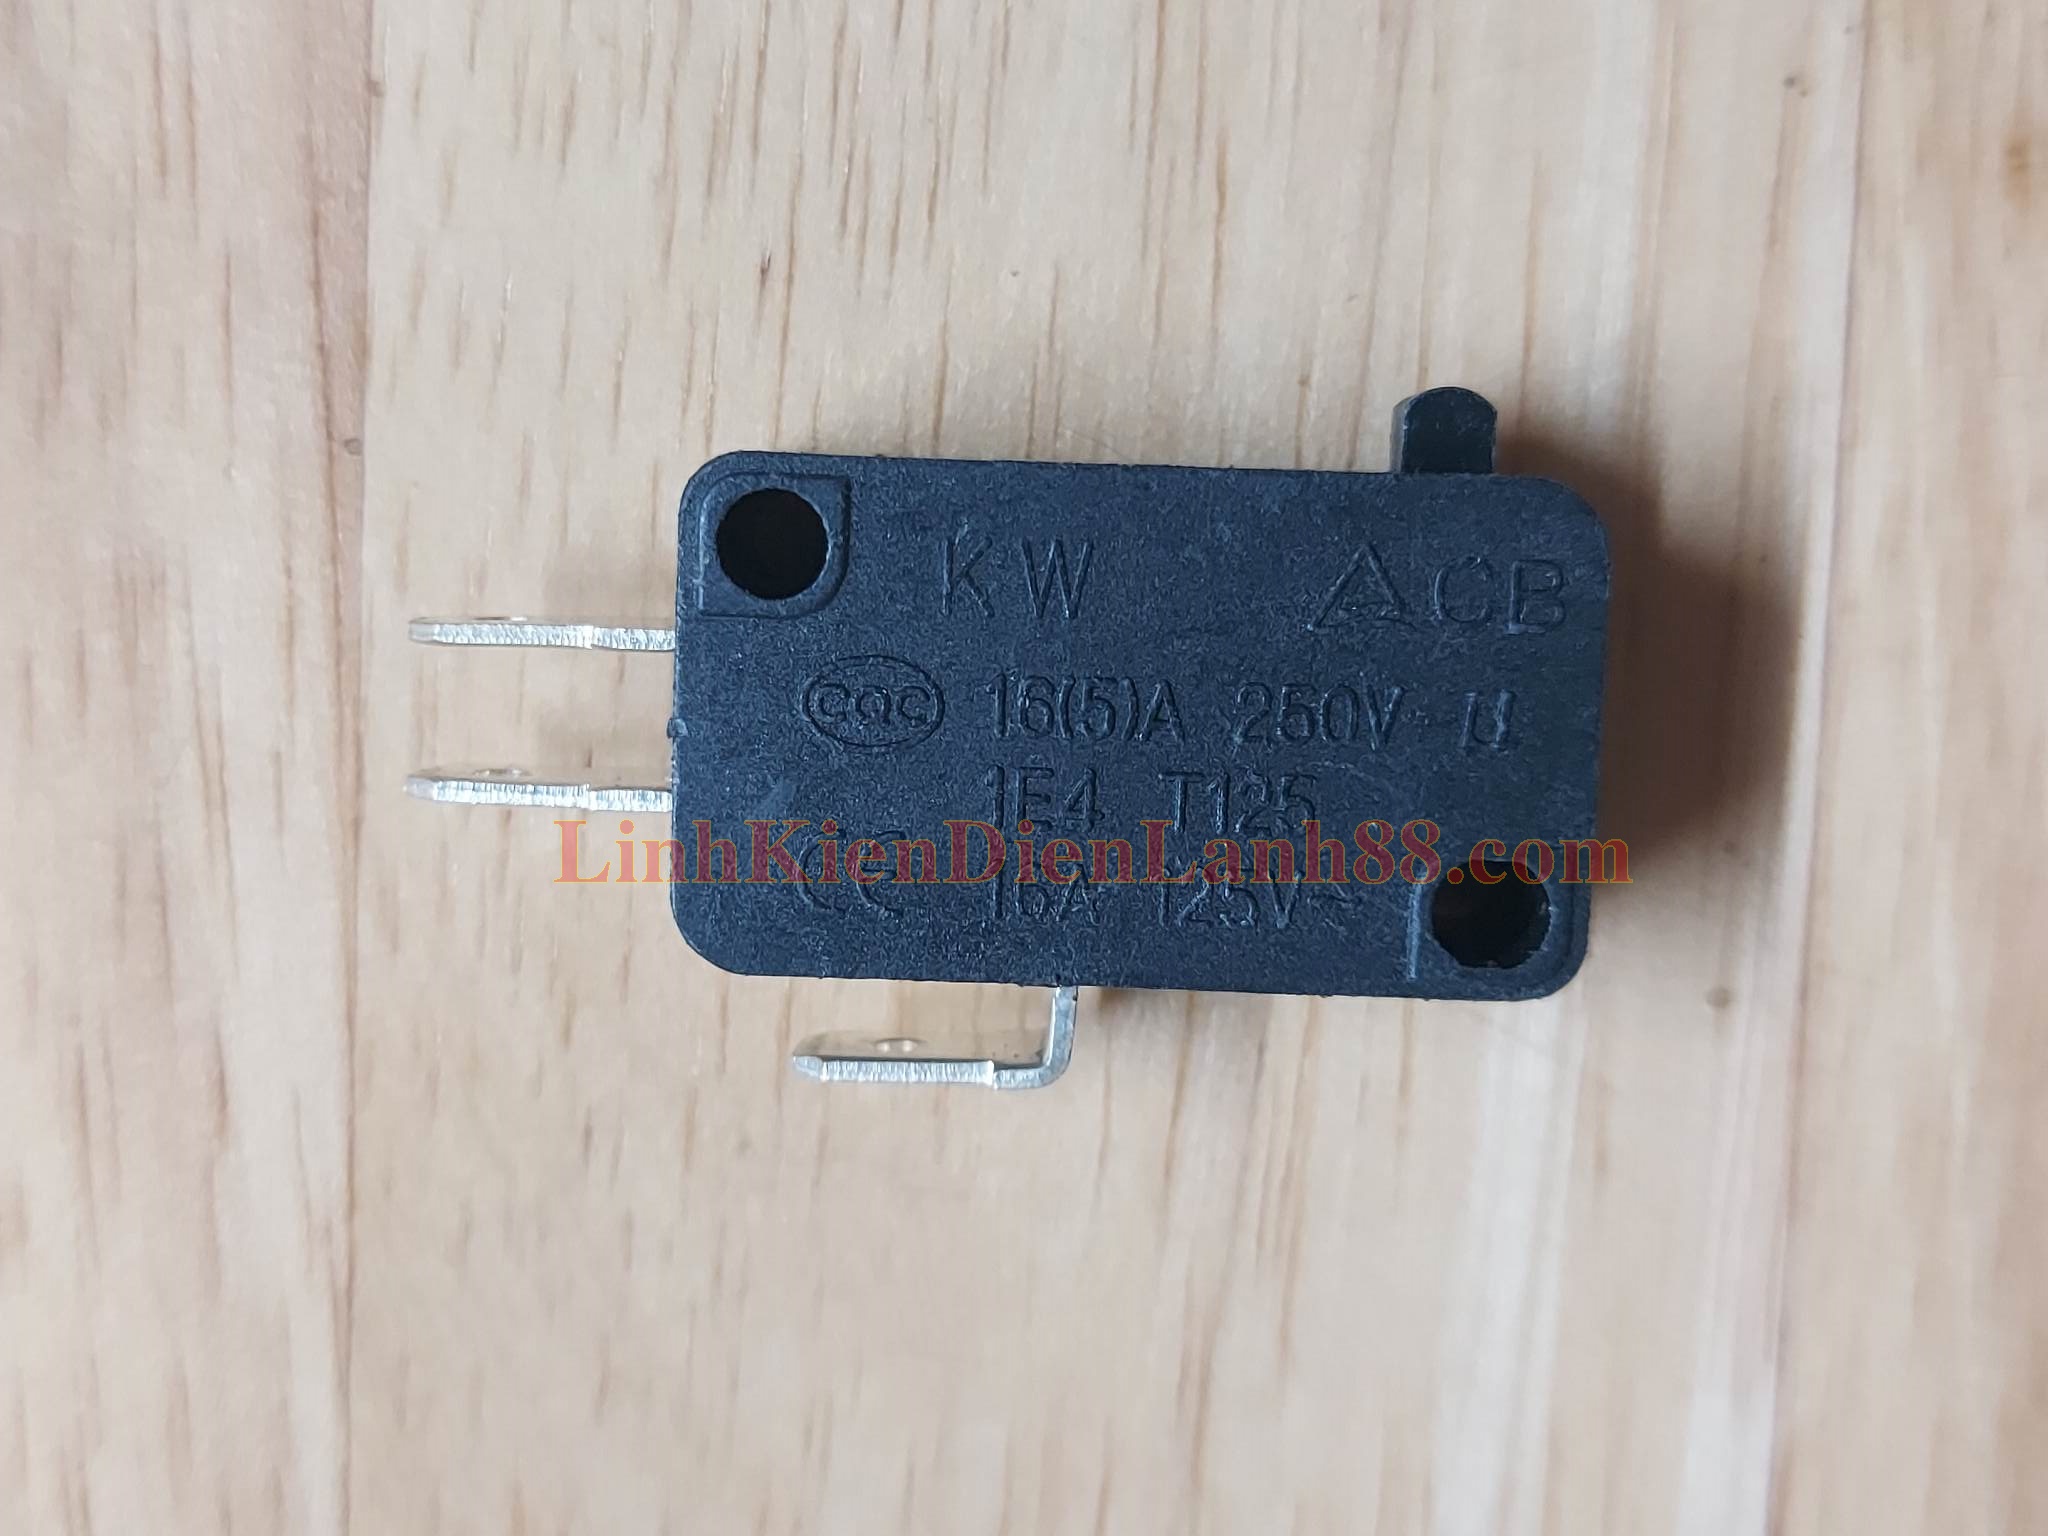 KW CB
CQC 16(5)A 250V µ
1E4 T125
LinhKienDienLanh88.com
16A 125V~